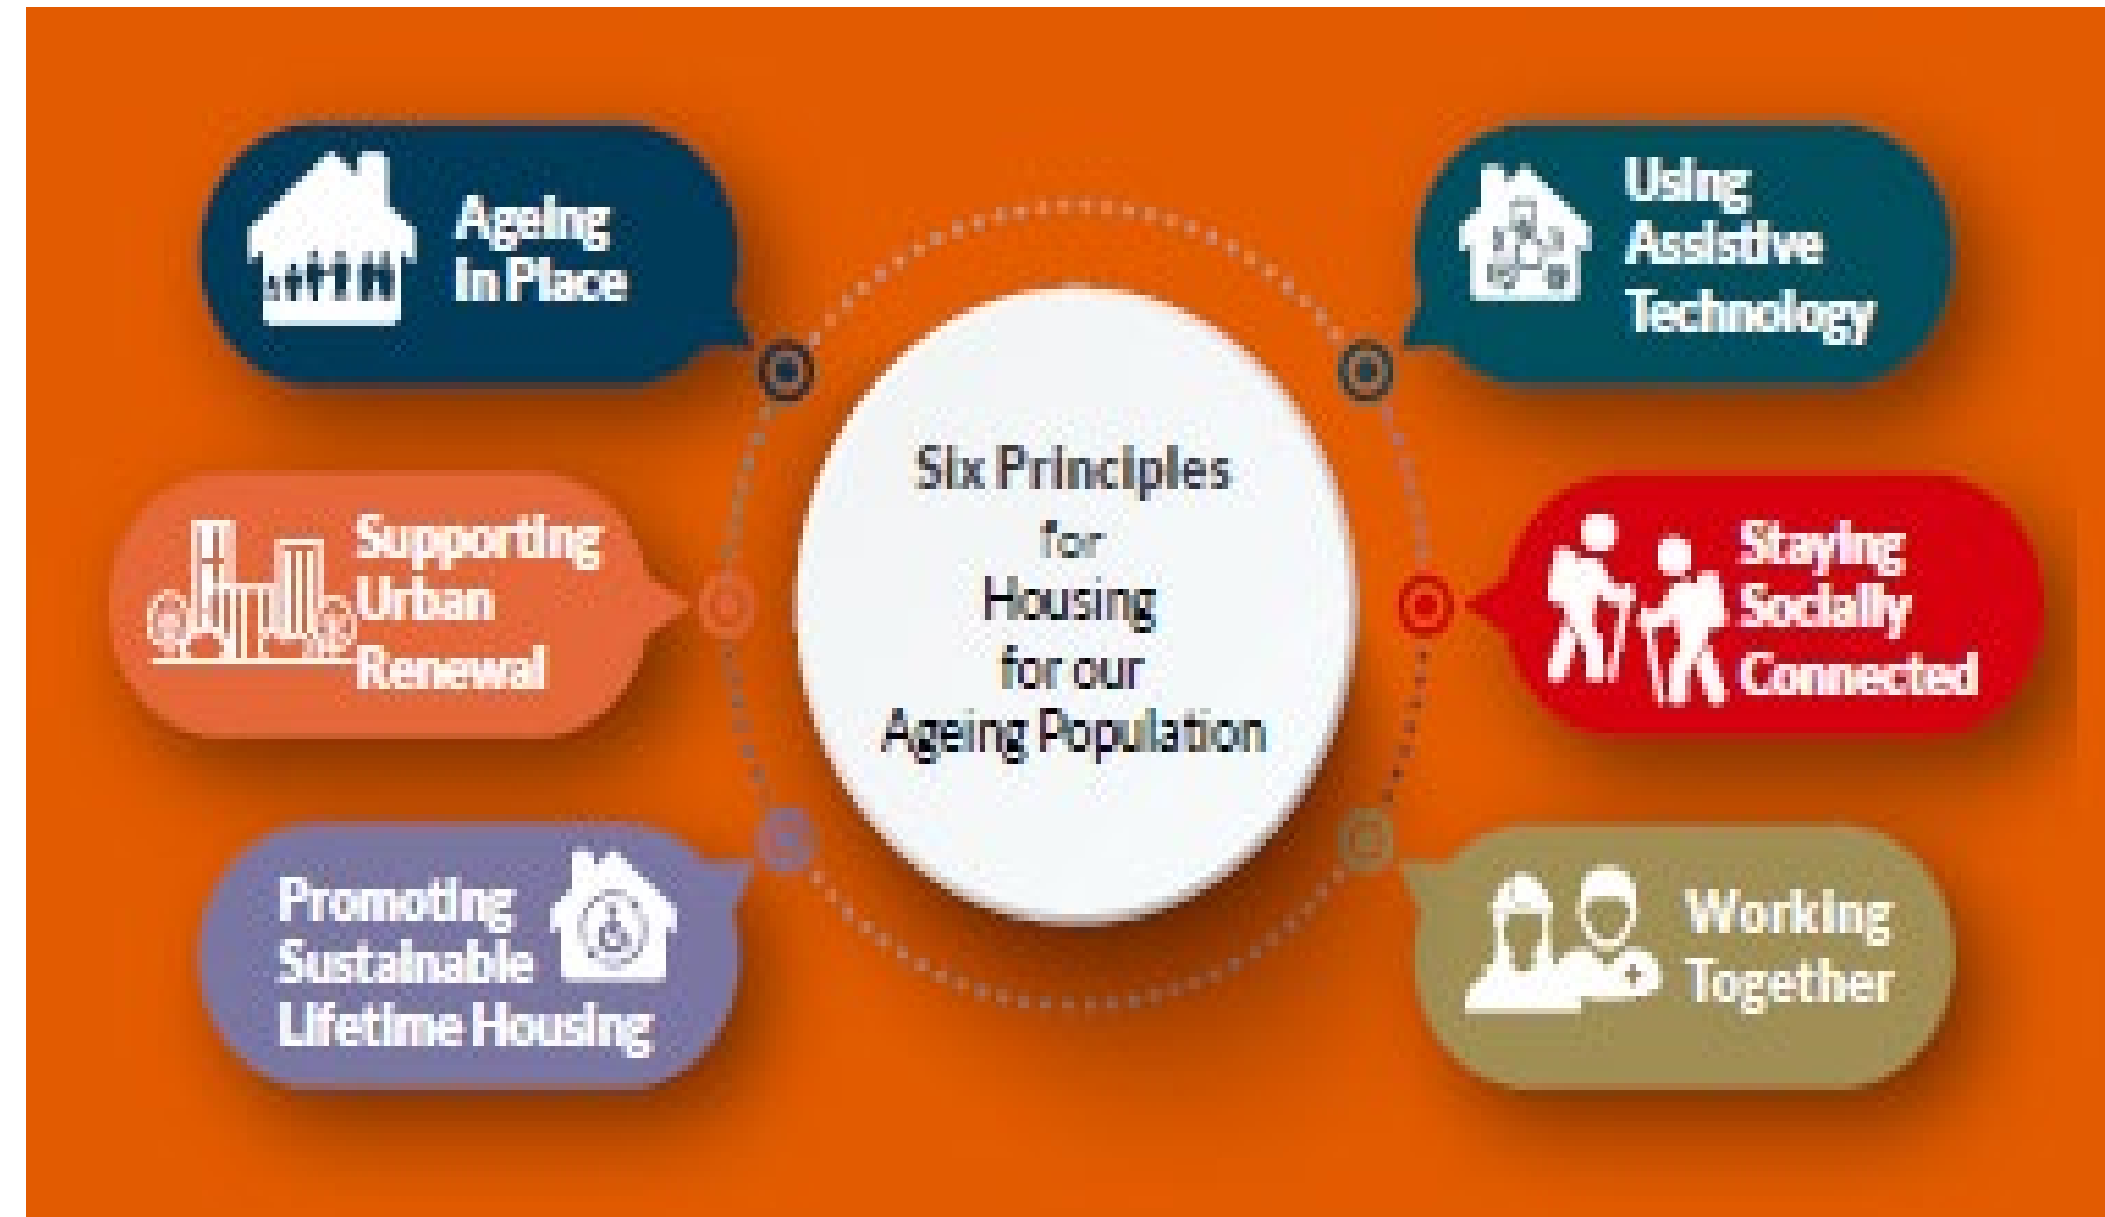 Ageing
in Place
Supporting
Urban
Renewal
Promoting
Sustainable
Lifetime Housing
Six Principles
for
Housing
for our
Ageing Population
Using
Assistive
Technology
Staying
Socially
Connected
Working
Together